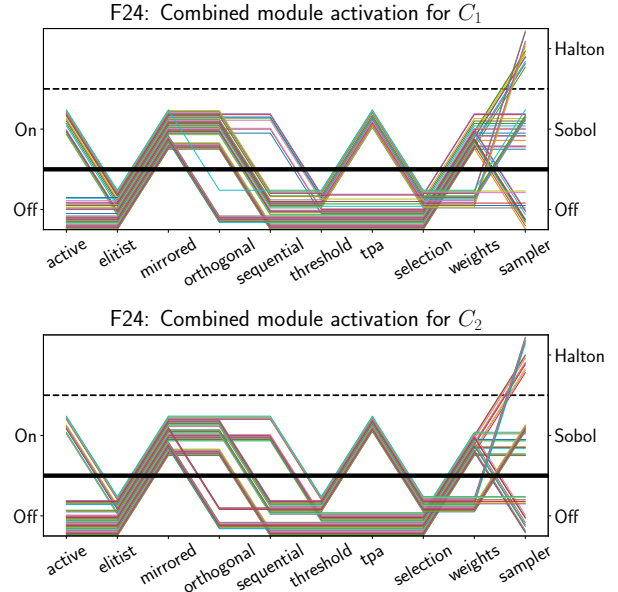 F24: Combined module activation for C₁
Halton
On
Sobol
Off
Off
active
elitist
mirrored
orthogonal
sequential
threshold
tpa
selection
weights
sampler
F24: Combined module activation for C₂
Halton
On
Sobol
Off
Off
active
elitist
mirrored
orthogonal
sequential
threshold
tpa
selection
weights
sampler